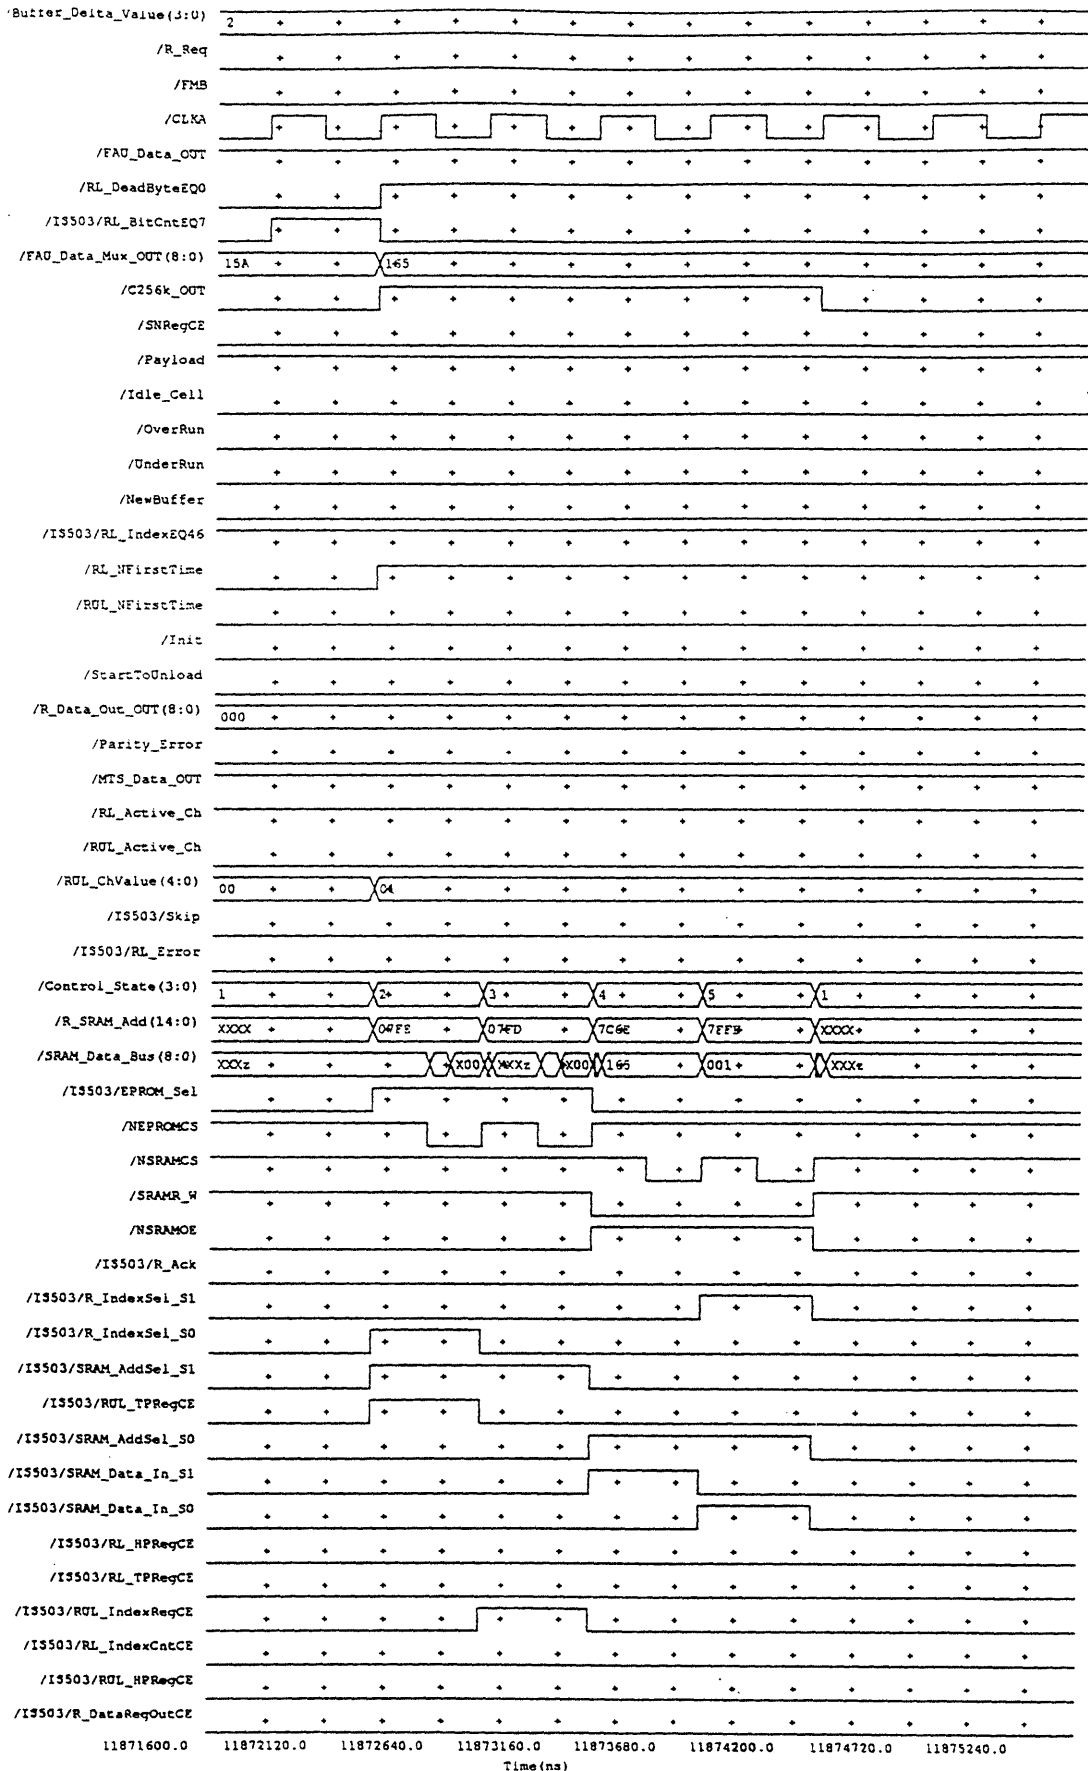 /Buffer_Delta_Value(3:0) 2
/R_Req
/FMB
/CLKA
/FAU_Data_OUT
/RL_DeadByteEQ0
/IS503/RL_BitCntEQ7
/FAU_Data_Mux_OUT(8:0) 15A 165
/C256k_OUT
/SNRegCE
/Payload
/Idle_Cell
/OverRun
/UnderRun
/NewBuffer
/IS503/RL_IndexEQ46
/RL_NFirstTime
/RUL_NFirstTime
/Init
/StartToUnload
/R_Data_Out_OUT(8:0) 000
/Parity_Error
/MTS_Data_OUT
/RL_Active_Ch
/RUL_Active_Ch
/RUL_ChValue(4:0) 00
/IS503/Skip
/IS503/RL_Error
/Control_State(3:0) 1 2 3 4 5 1
/R_SRAM_Add(14:0) XXXX 07FE 07FD 7C6E 7EFB XXXX
/SRAM_Data_Bus(8:0) XXXz X00 XXXz X00 165 001 XXXz
/IS503/EPROM_Sel
/NEPROMCS
/NSRAMCS
/SRAMR_W
/NSRAMOE
/IS503/R_Ack
/IS503/R_IndexSel_S1
/IS503/R_IndexSel_S0
/IS503/SRAM_AddSel_S1
/IS503/RUL_TPRegCE
/IS503/SRAM_AddSel_S0
/IS503/SRAM_Data_In_S1
/IS503/SRAM_Data_In_S0
/IS503/RL_HPRegCE
/IS503/RL_TPRegCE
/IS503/RUL_IndexRegCE
/IS503/RL_IndexCntCE
/IS503/RUL_HPRegCE
/IS503/R_DataRegOutCE
11871600.0 11872120.0 11872640.0 11873160.0 11873680.0 11874200.0 11874720.0 11875240.0
Time(ns)